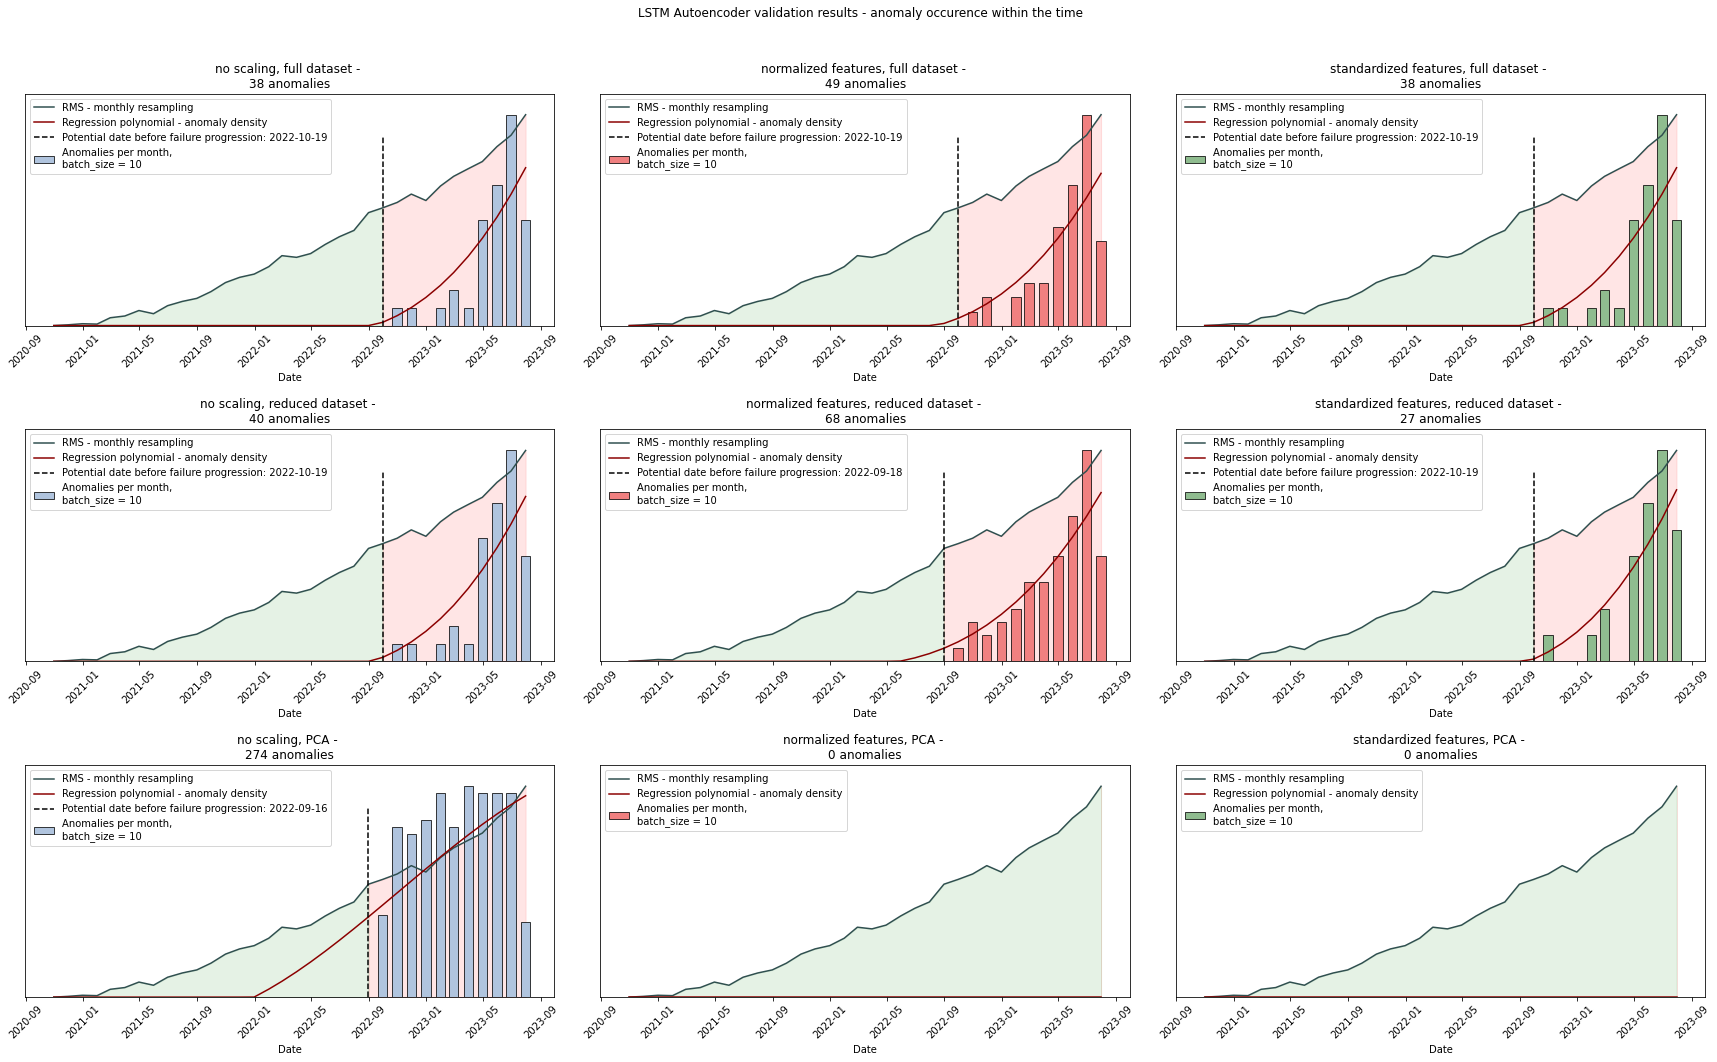 LSTM Autoencoder validation results - anomaly occurence within the time
no scaling, full dataset -
38 anomalies
RMS - monthly resampling
Regression polynomial - anomaly density
Potential date before failure progression: 2022-10-19
Anomalies per month,
batch_size = 10
2020-09
2021-01
2021-05
2021-09
2022-01
2022-05
2022-09
2023-01
2023-05
2023-09
Date
normalized features, full dataset -
49 anomalies
RMS - monthly resampling
Regression polynomial - anomaly density
Potential date before failure progression: 2022-10-19
Anomalies per month,
batch_size = 10
2020-09
2021-01
2021-05
2021-09
2022-01
2022-05
2022-09
2023-01
2023-05
2023-09
Date
standardized features, full dataset -
38 anomalies
RMS - monthly resampling
Regression polynomial - anomaly density
Potential date before failure progression: 2022-10-19
Anomalies per month,
batch_size = 10
2020-09
2021-01
2021-05
2021-09
2022-01
2022-05
2022-09
2023-01
2023-05
2023-09
Date
no scaling, reduced dataset -
40 anomalies
RMS - monthly resampling
Regression polynomial - anomaly density
Potential date before failure progression: 2022-10-19
Anomalies per month,
batch_size = 10
2020-09
2021-01
2021-05
2021-09
2022-01
2022-05
2022-09
2023-01
2023-05
2023-09
Date
normalized features, reduced dataset -
68 anomalies
RMS - monthly resampling
Regression polynomial - anomaly density
Potential date before failure progression: 2022-09-18
Anomalies per month,
batch_size = 10
2020-09
2021-01
2021-05
2021-09
2022-01
2022-05
2022-09
2023-01
2023-05
2023-09
Date
standardized features, reduced dataset -
27 anomalies
RMS - monthly resampling
Regression polynomial - anomaly density
Potential date before failure progression: 2022-10-19
Anomalies per month,
batch_size = 10
2020-09
2021-01
2021-05
2021-09
2022-01
2022-05
2022-09
2023-01
2023-05
2023-09
Date
no scaling, PCA -
274 anomalies
RMS - monthly resampling
Regression polynomial - anomaly density
Potential date before failure progression: 2022-09-16
Anomalies per month,
batch_size = 10
2020-09
2021-01
2021-05
2021-09
2022-01
2022-05
2022-09
2023-01
2023-05
2023-09
Date
normalized features, PCA -
0 anomalies
RMS - monthly resampling
Regression polynomial - anomaly density
Anomalies per month,
batch_size = 10
2020-09
2021-01
2021-05
2021-09
2022-01
2022-05
2022-09
2023-01
2023-05
2023-09
Date
standardized features, PCA -
0 anomalies
RMS - monthly resampling
Regression polynomial - anomaly density
Anomalies per month,
batch_size = 10
2020-09
2021-01
2021-05
2021-09
2022-01
2022-05
2022-09
2023-01
2023-05
2023-09
Date